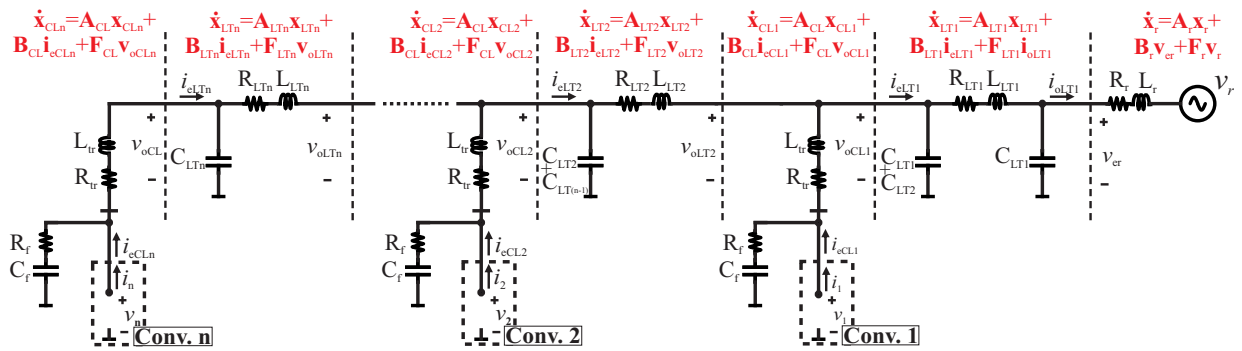 ẋCLn=ACLxCLn+
BCLieCLn+FCLvoCLn
ẋLTn=ALTnxLTn+
BLTnieLTn+FLTnvoLTn
ẋCL2=ACLxCL2+
BCLieCL2+FCLvoCL2
ẋLT2=ALT2xLT2+
BLT2ieLT2+FLT2voLT2
ẋCL1=ACLxCL1+
BCLieCL1+FCLvoCL1
ẋLT1=ALT1xLT1+
BLT1ieLT1+FLT1ioLT1
ẋr=Arxr+
Brver+Frvr
ieLTn
RLTn LLTn
ieLT2
RLT2 LLT2
ieLT1
RLT1 LLT1
ioLT1
Rr Lr
vr
Ltr
Rtr
+
voCL
−
CLTn
+
voLTn
−
Ltr
Rtr
+
voCL2
−
CLT2
+
CLT(n-1)
+
voLT2
−
Ltr
Rtr
+
voCL1
−
CLT1
+
CLT2
CLT1
+
ver
−
Rf
Cf
ieCLn
in
+
vn
−
Conv. n
Rf
Cf
ieCL2
i2
+
v2
−
Conv. 2
Rf
Cf
ieCL1
i1
+
v1
−
Conv. 1